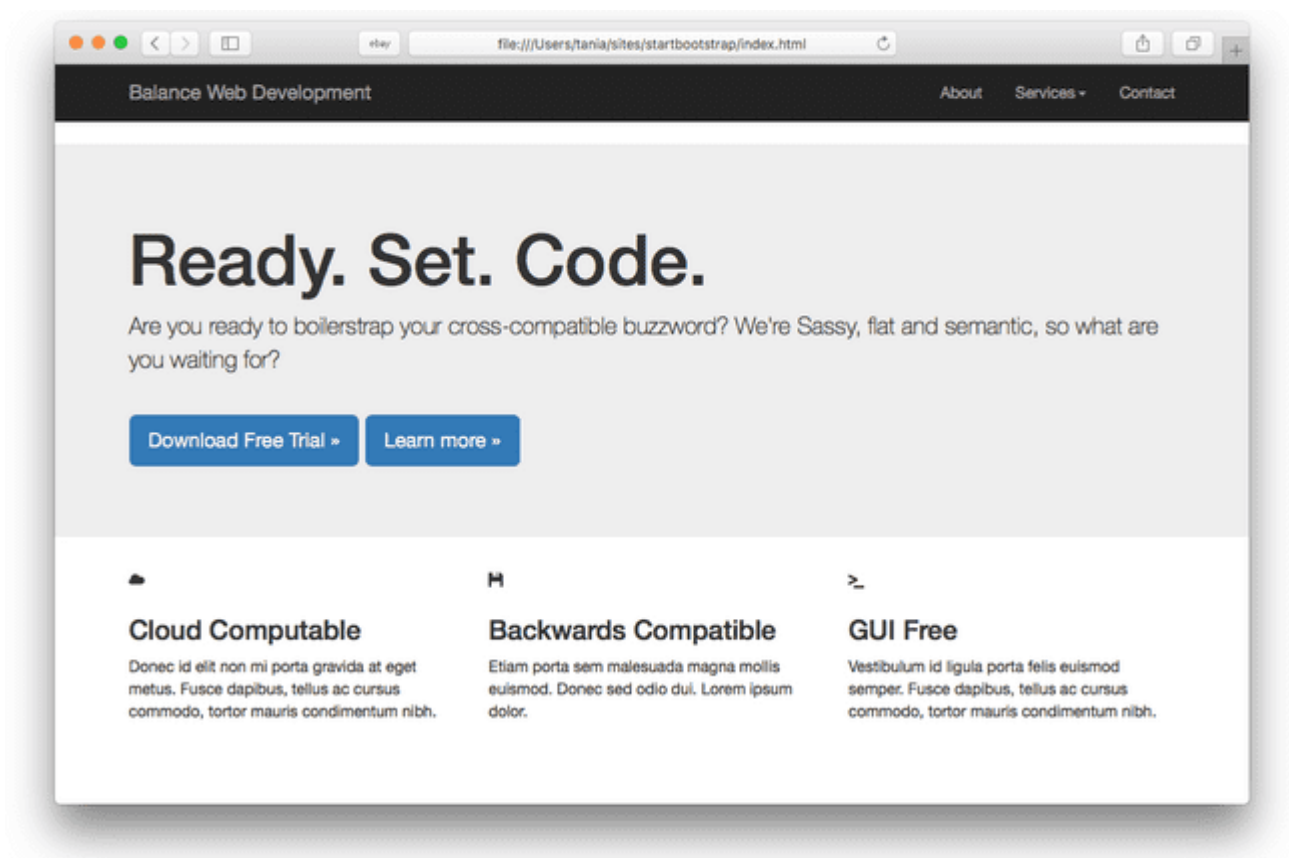 ebay
file:///Users/tania/sites/startbootstrap/index.html
Balance Web Development
About Services Contact
Ready. Set. Code.
Are you ready to boilerstrap your cross-compatible buzzword? We're Sassy, flat and semantic, so what are
you waiting for?
Download Free Trial » Learn more »
Cloud Computable
Donec id elit non mi porta gravida at eget
metus. Fusce dapibus, tellus ac cursus
commodo, tortor mauris condimentum nibh.
Backwards Compatible
Etiam porta sem malesuada magna mollis
euismod. Donec sed odio dui. Lorem ipsum
dolor.
GUI Free
Vestibulum id ligula porta felis euismod
semper. Fusce dapibus, tellus ac cursus
commodo, tortor mauris condimentum nibh.